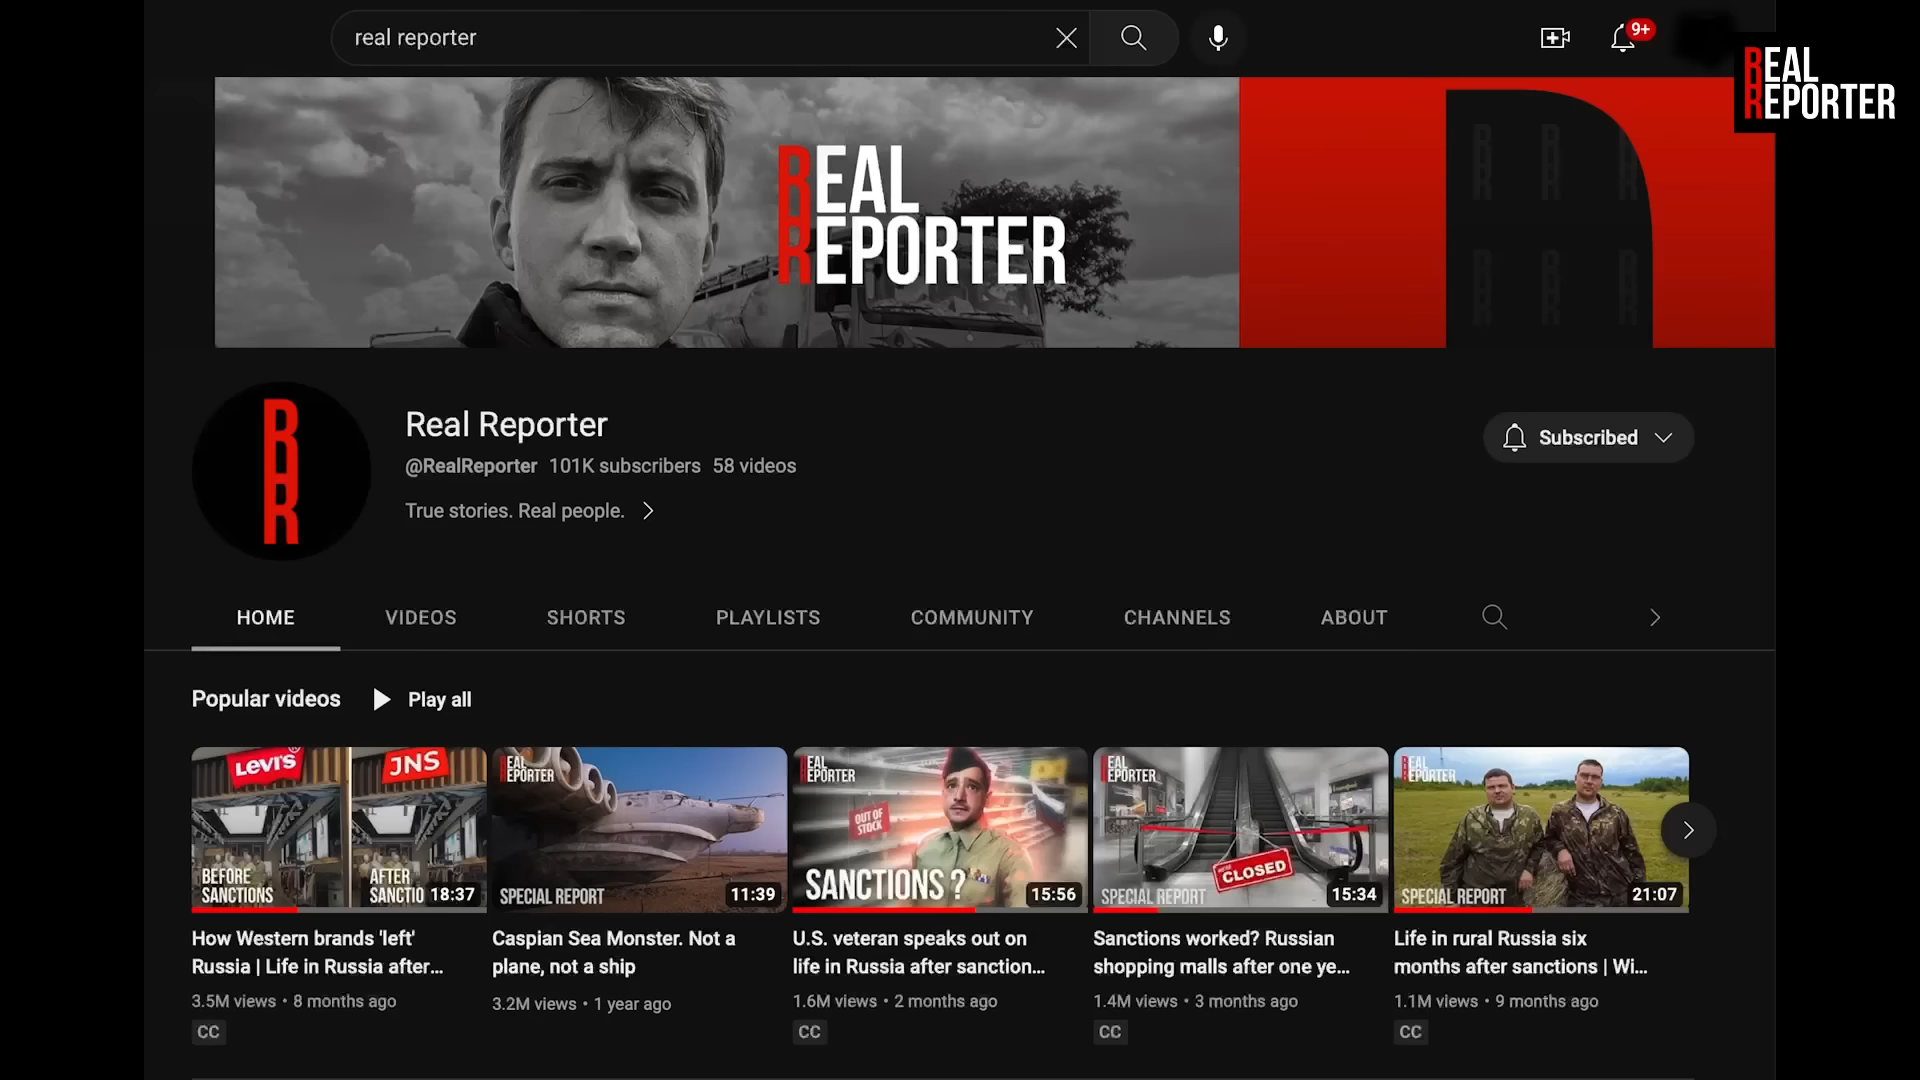 real reporter
9+
REAL
REPORTER
REAL
REPORTER
Real Reporter
@RealReporter 101K subscribers 58 videos
True stories. Real people.
Subscribed
HOME VIDEOS SHORTS PLAYLISTS COMMUNITY CHANNELS ABOUT
Popular videos Play all
LEVI'S
JNS
BEFORE
SANCTIONS
AFTER
SANCTIO
18:37
How Western brands 'left'
Russia | Life in Russia after...
3.5M views • 8 months ago
CC
REAL
REPORTER
SPECIAL REPORT
11:39
Caspian Sea Monster. Not a
plane, not a ship
3.2M views • 1 year ago
REAL
REPORTER
OUT OF
STOCK
SANCTIONS ?
15:56
U.S. veteran speaks out on
life in Russia after sanction...
1.6M views • 2 months ago
CC
REAL
REPORTER
CLOSED
SPECIAL REPORT
15:34
Sanctions worked? Russian
shopping malls after one ye...
1.4M views • 3 months ago
CC
REAL
REPORTER
SPECIAL REPORT
21:07
Life in rural Russia six
months after sanctions | Wi...
1.1M views • 9 months ago
CC